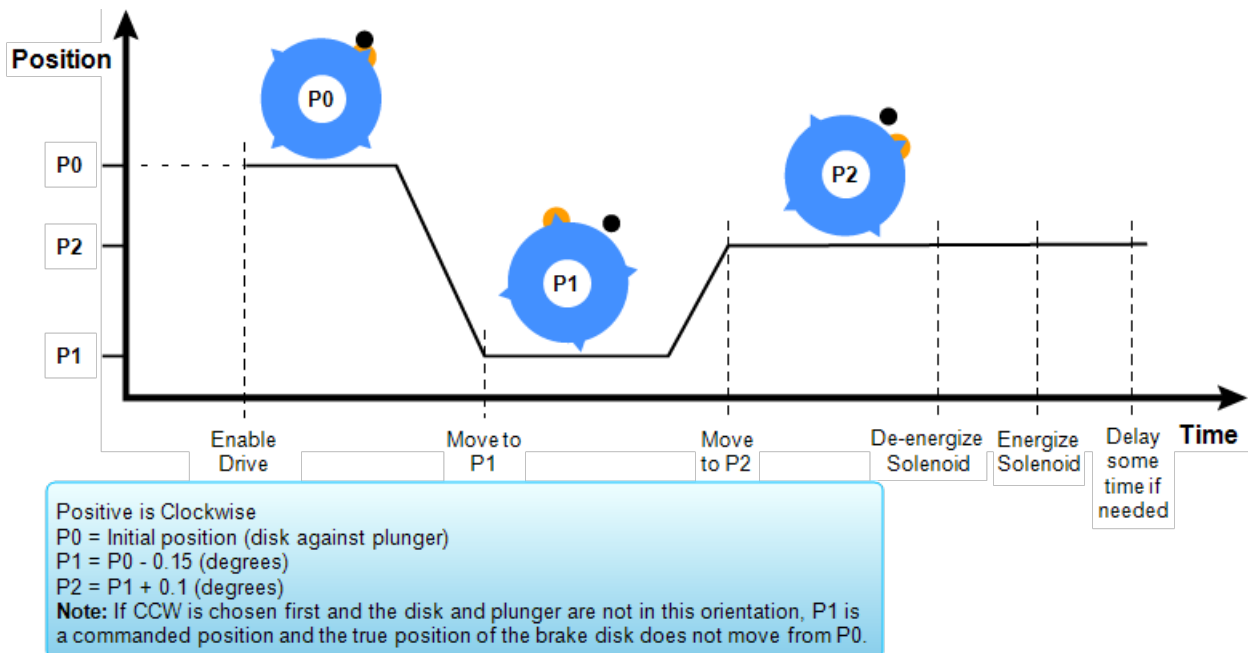 Position
P0
P0
P2
P2
P1
P1
Enable
Drive
Move to
P1
Move
to P2
De-energize
Solenoid
Energize
Solenoid
Delay
some
time if
needed
Time
Positive is Clockwise
P0 = Initial position (disk against plunger)
P1 = P0 - 0.15 (degrees)
P2 = P1 + 0.1 (degrees)
Note: If CCW is chosen first and the disk and plunger are not in this orientation, P1 is
a commanded position and the true position of the brake disk does not move from P0.